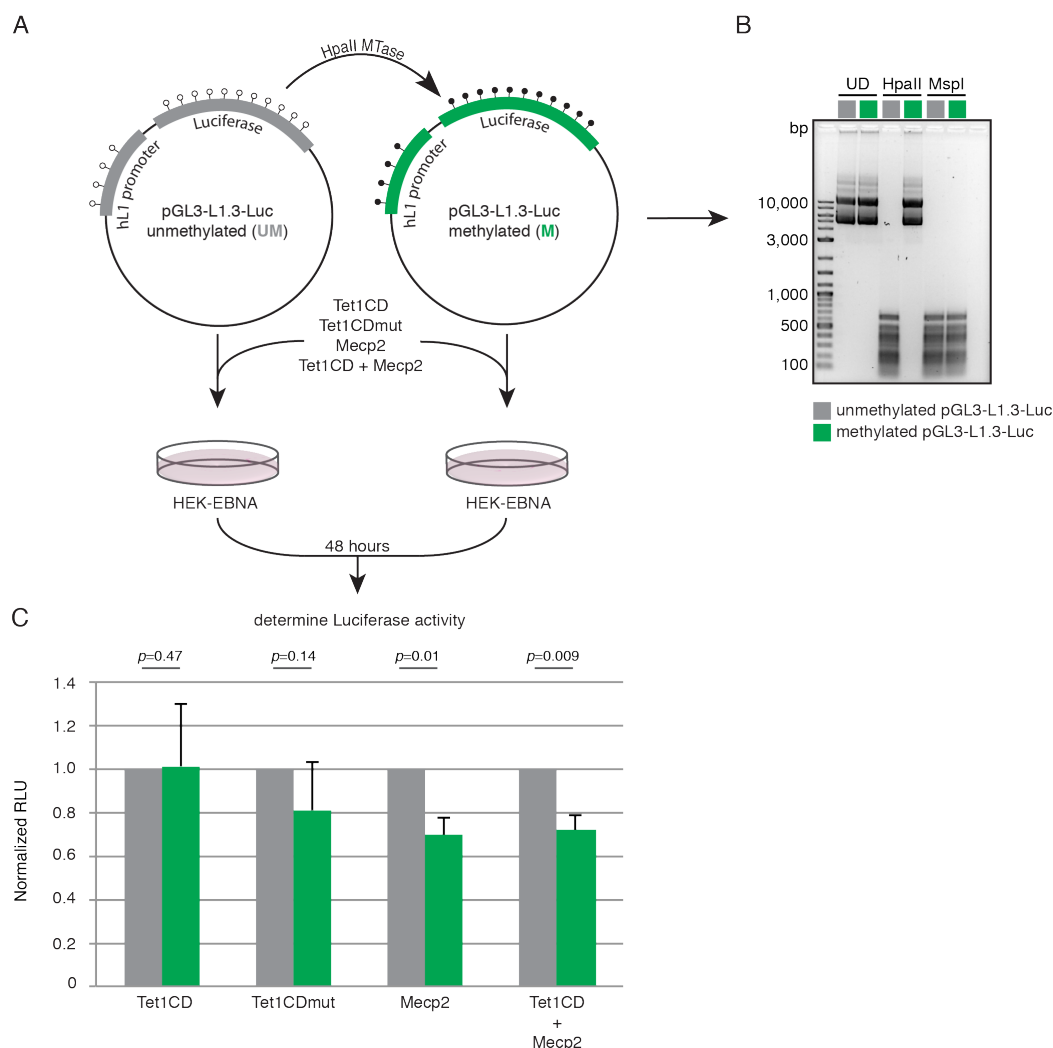 A
HpaII MTase
Luciferase
hL1 promoter
pGL3-L1.3-Luc
unmethylated (UM)
Luciferase
hL1 promoter
pGL3-L1.3-Luc
methylated (M)
Tet1CD
Tet1CDmut
Mecp2
Tet1CD + Mecp2
HEK-EBNA
HEK-EBNA
48 hours
determine Luciferase activity
B
UD HpaII MspI
bp
10,000
3,000
1,000
500
100
unmethylated pGL3-L1.3-Luc
methylated pGL3-L1.3-Luc
C
p=0.47 p=0.14 p=0.01 p=0.009
Normalized RLU
1.4
1.2
1.0
0.8
0.6
0.4
0.2
0
Tet1CD Tet1CDmut Mecp2 Tet1CD
+
Mecp2